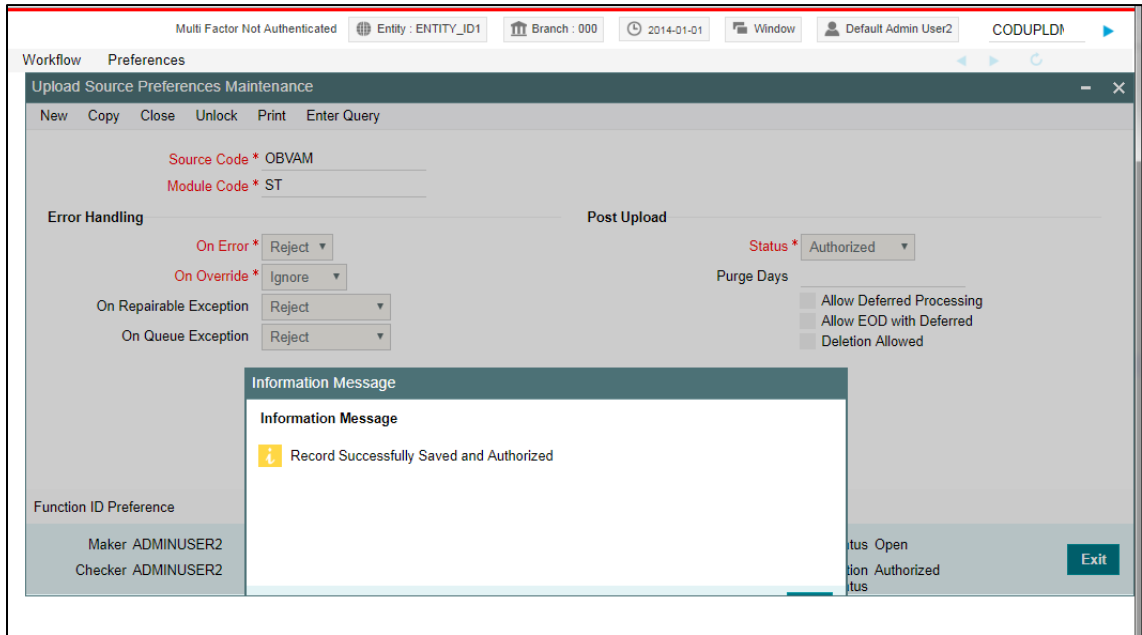 Multi Factor Not Authenticated Entity : ENTITY_ID1 Branch : 000 2014-01-01 Window Default Admin User2
Workflow Preferences
Upload Source Preferences Maintenance
New Copy Close Unlock Print Enter Query
Source Code * OBVAM
Module Code * ST
Error Handling Post Upload
On Error * Reject Status * Authorized
On Override * Ignore Purge Days
On Repairable Exception Reject Allow Deferred Processing
On Queue Exception Reject Allow EOD with Deferred
Deletion Allowed
Information Message
Information Message
Record Successfully Saved and Authorized
Function ID Preference
Maker ADMINUSER2 Open
Checker ADMINUSER2 Authorized
Exit